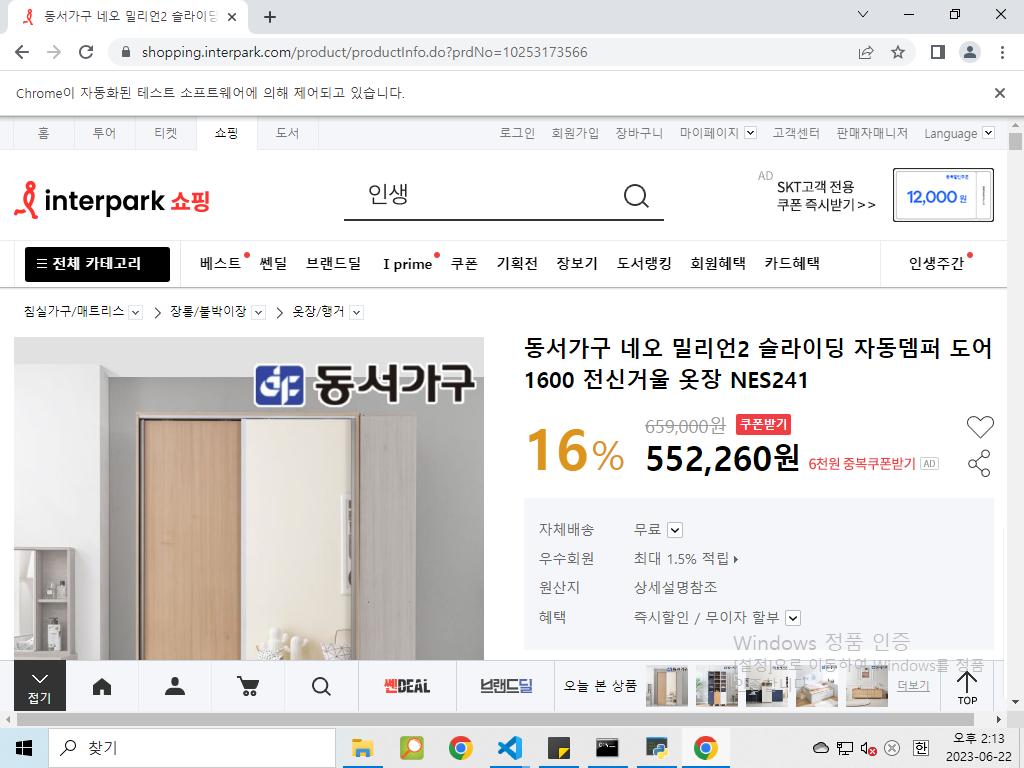 동서가구 네오 밀리언2 슬라이딩
shopping.interpark.com/product/productInfo.do?prdNo=10253173566
Chrome이 자동화된 테스트 소프트웨어에 의해 제어되고 있습니다.
홈 투어 티켓 쇼핑 도서 로그인 회원가입 장바구니 마이페이지 고객센터 판매자매니저 Language
interpark 쇼핑
인생
AD
SKT고객 전용
쿠폰 즉시받기>>
12,000원
전체 카테고리 베스트 쎈딜 브랜드딜 I prime 쿠폰 기획전 장보기 도서랭킹 회원혜택 카드혜택 인생주간
침실가구/매트리스 장롱/붙박이장 옷장/행거
동서가구
동서가구 네오 밀리언2 슬라이딩 자동뎀퍼 도어
1600 전신거울 옷장 NES241
16%
659,000원 쿠폰받기
552,260원 6천원 중복쿠폰받기 AD
자체배송 무료
우수회원 최대 1.5% 적립
원산지 상세설명참조
혜택 즉시할인 / 무이자 할부
Windows 정품 인증
[설정]으로 이동하여 Windows를 정품
접기
쎈DEAL
브랜드딜
오늘 본 상품
더보기
TOP
찾기
한
오후 2:13
2023-06-22